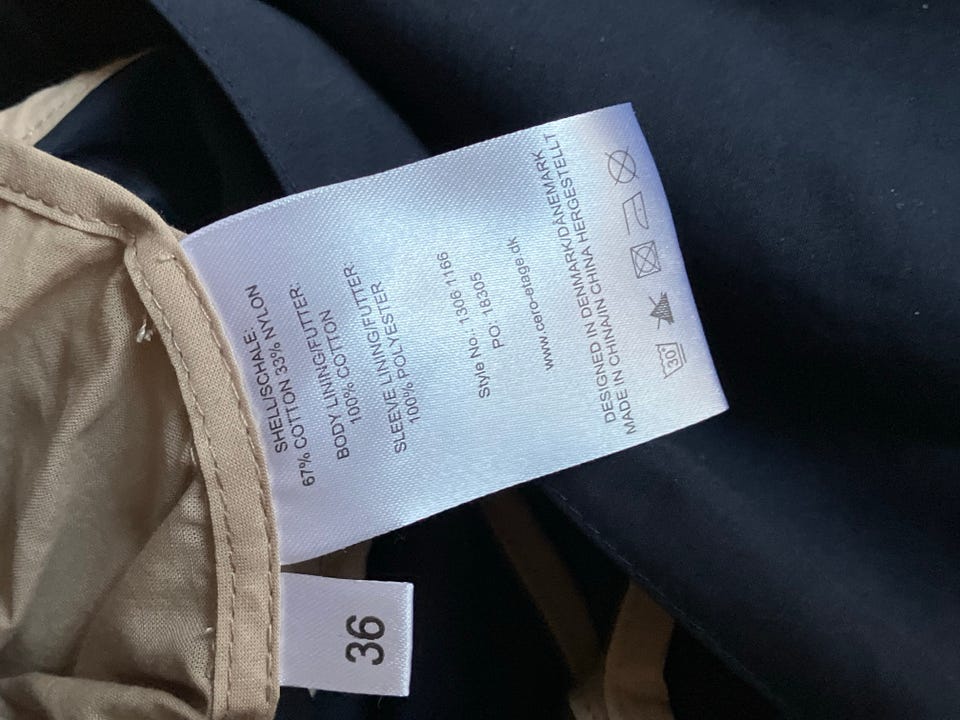 SHELL/SCHALE:
67% COTTON 33% NYLON
BODY LINING/FUTTER:
100% COTTON
SLEEVE LINING/FUTTER:
100% POLYESTER
Style No.: 1306 1166
PO: 18305
www.cero-etage.dk
DESIGNED IN DENMARK/DÄNEMARK
MADE IN CHINA/IN CHINA HERGESTELLT
30°
36